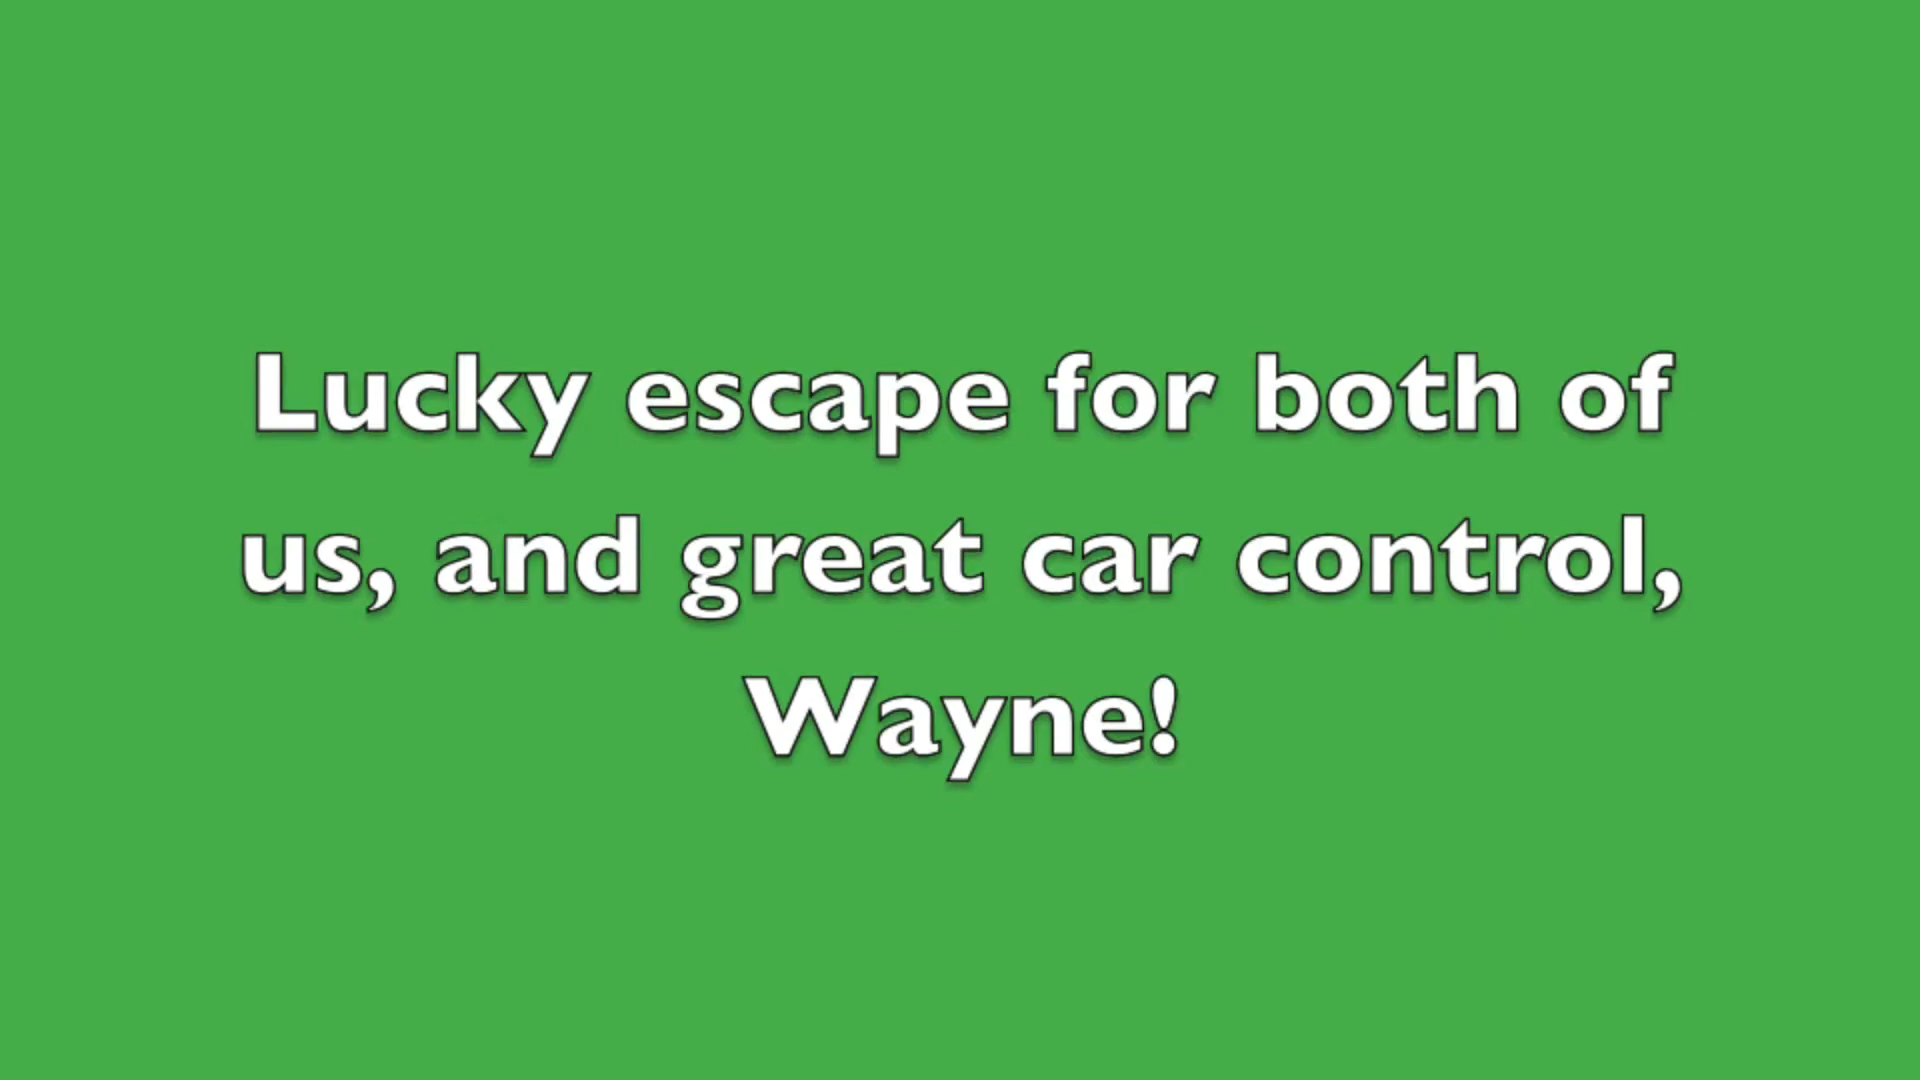 Lucky escape for both of
us, and great car control,
Wayne!